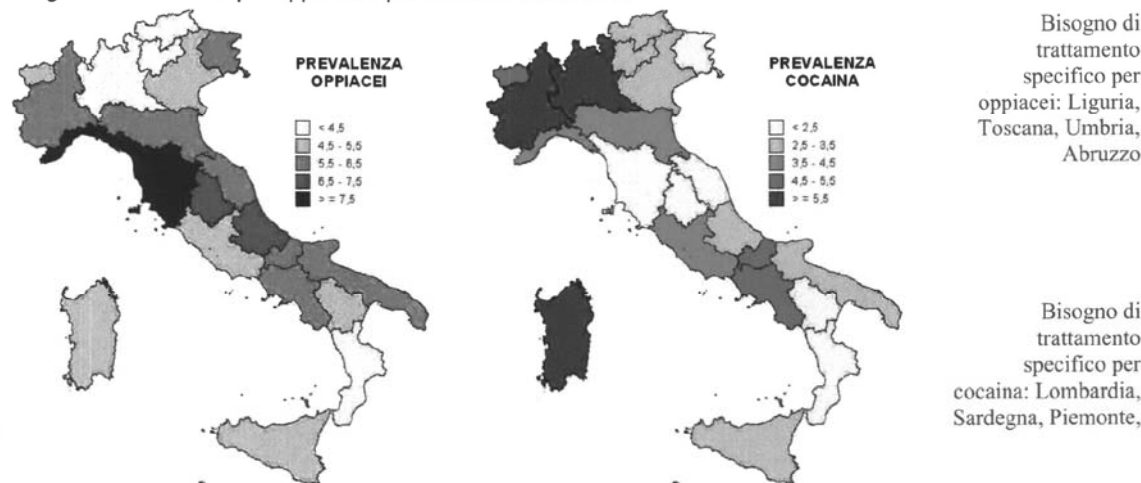 PREVALENZA
OPPIACEI
< 4,5
4,5 - 5,5
5,5 - 6,5
6,5 - 7,5
> = 7,5
PREVALENZA
COCAINA
< 2,5
2,5 - 3,5
3,5 - 4,5
4,5 - 5,5
> = 5,5
Bisogno di
trattamento
specifico per
oppiacei: Liguria,
Toscana, Umbria,
Abruzzo
Bisogno di
trattamento
specifico per
cocaina: Lombardia,
Sardegna, Piemonte,